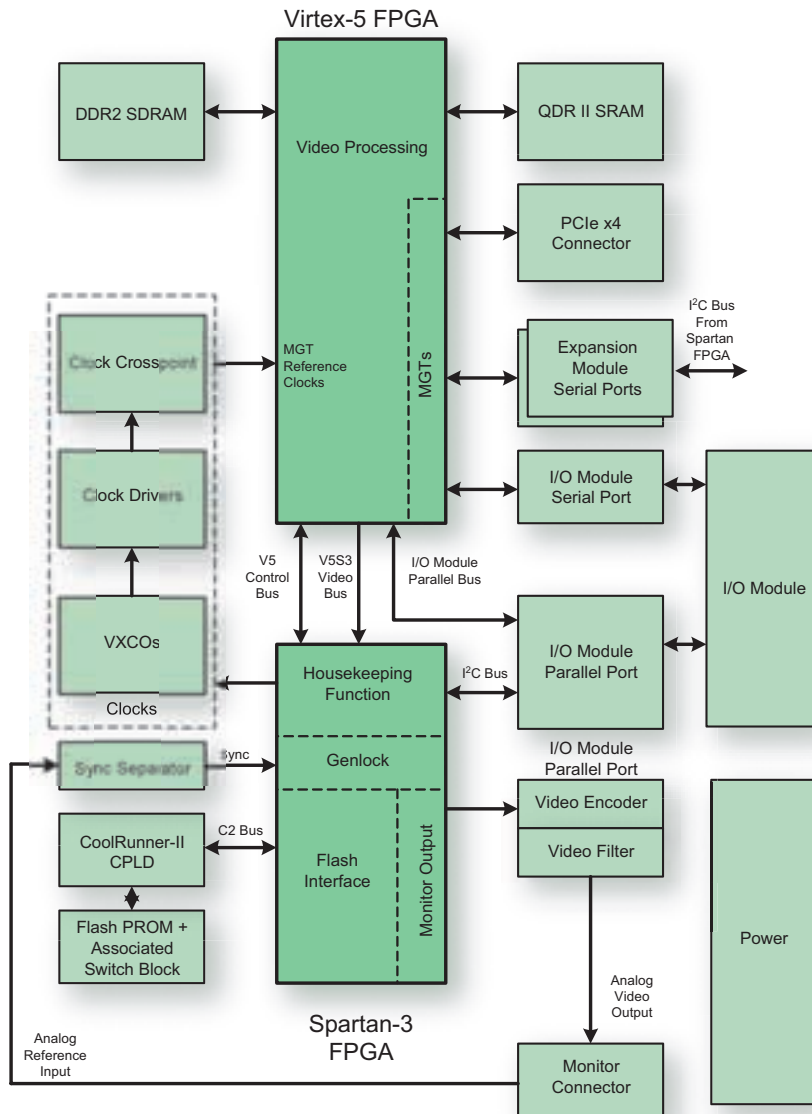 Virtex-5 FPGA
DDR2 SDRAM
Video Processing
QDR II SRAM
PCIe x4
Connector
Clock Crosspoint
MGT
Reference
Clocks
MGTs
Expansion
Module
Serial Ports
I²C Bus
From
Spartan
FPGA
Clock Drivers
I/O Module
Serial Port
I/O Module
V5
Control
Bus
V5S3
Video
Bus
I/O Module
Parallel Bus
VXCOs
Clocks
Housekeeping
Function
I²C Bus
I/O Module
Parallel Port
Sync Separator
Sync
Genlock
I/O Module
Parallel Port
Video Encoder
Video Filter
CoolRunner-II
CPLD
C2 Bus
Flash
Interface
Monitor Output
Flash PROM +
Associated
Switch Block
Power
Analog
Video
Output
Spartan-3
FPGA
Analog
Reference
Input
Monitor
Connector